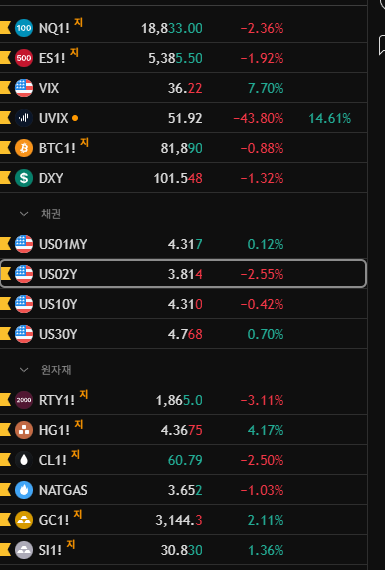 100 NQ1! 지 18,833.00 −2.36%
500 ES1! 지 5,385.50 −1.92%
VIX 36.22 7.70%
UVIX 51.92 −43.80% 14.61%
BTC1! 지 81,890 −0.88%
$ DXY 101.548 −1.32%
채권
US01MY 4.317 0.12%
US02Y 3.814 −2.55%
US10Y 4.310 −0.42%
US30Y 4.768 0.70%
원자재
2000 RTY1! 지 1,865.0 −3.11%
HG1! 지 4.3675 4.17%
CL1! 지 60.79 −2.50%
NATGAS 3.652 −1.03%
GC1! 지 3,144.3 2.11%
SI1! 지 30.830 1.36%